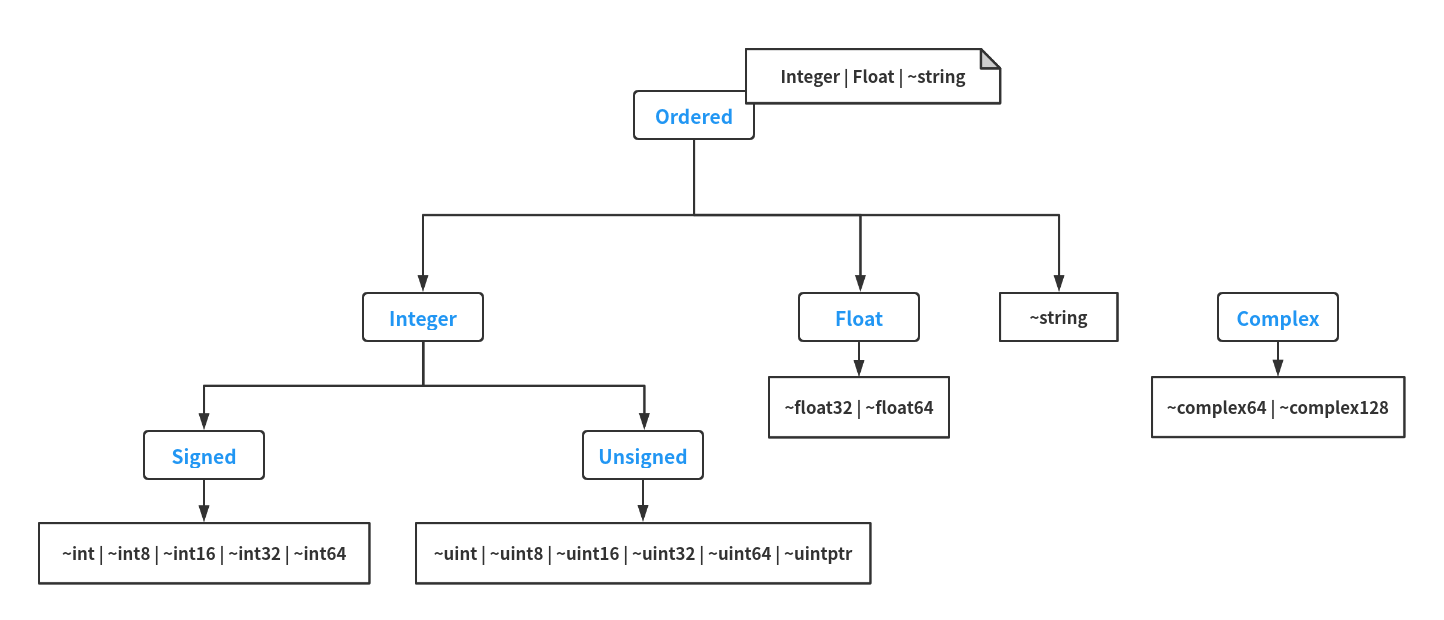 Integer | Float | ~string
Ordered
Integer
Float
~string
Complex
~float32 | ~float64
~complex64 | ~complex128
Signed
Unsigned
~int | ~int8 | ~int16 | ~int32 | ~int64
~uint | ~uint8 | ~uint16 | ~uint32 | ~uint64 | ~uintptr